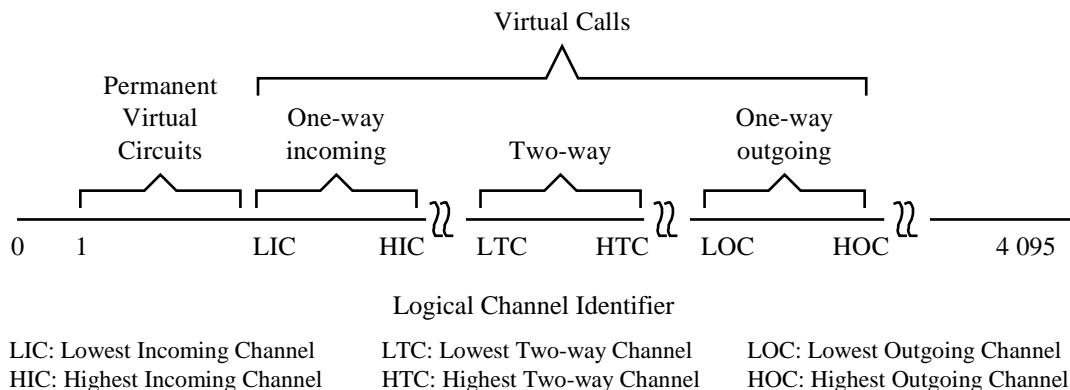 Virtual Calls
Permanent
Virtual
Circuits
One-way
incoming
Two-way
One-way
outgoing
0 1 LIC HIC LTC HTC LOC HOC 4 095
Logical Channel Identifier
LIC: Lowest Incoming Channel LTC: Lowest Two-way Channel LOC: Lowest Outgoing Channel
HIC: Highest Incoming Channel HTC: Highest Two-way Channel HOC: Highest Outgoing Channel